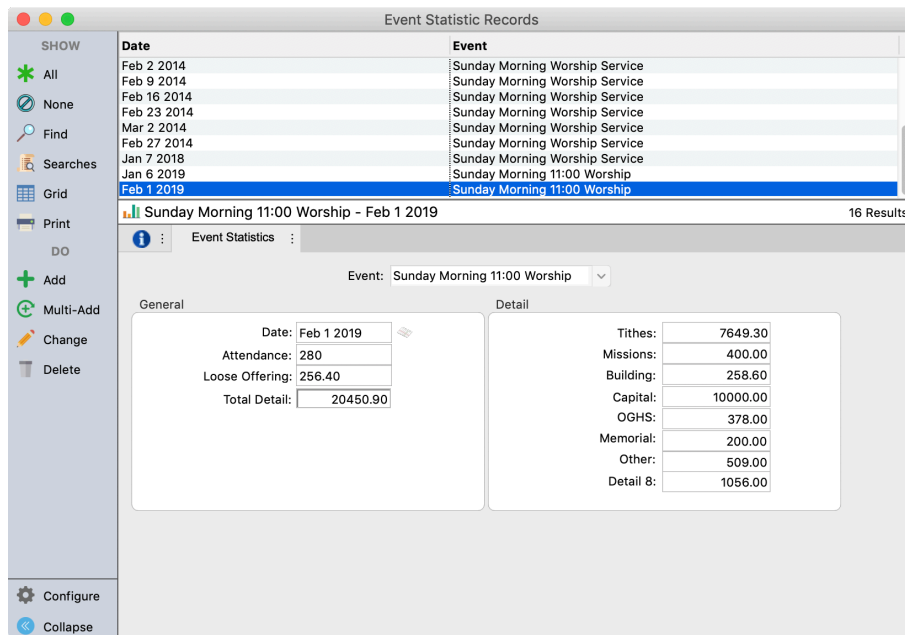 Event Statistic Records
SHOW
All
None
Find
Searches
Grid
Print
DO
Add
Multi-Add
Change
Delete
Configure
Collapse
Date Event
Feb 2 2014 Sunday Morning Worship Service
Feb 9 2014 Sunday Morning Worship Service
Feb 16 2014 Sunday Morning Worship Service
Feb 23 2014 Sunday Morning Worship Service
Mar 2 2014 Sunday Morning Worship Service
Feb 27 2014 Sunday Morning Worship Service
Jan 7 2018 Sunday Morning Worship Service
Jan 6 2019 Sunday Morning 11:00 Worship
Feb 1 2019 Sunday Morning 11:00 Worship
Sunday Morning 11:00 Worship - Feb 1 2019 16 Results
Event Statistics
Event: Sunday Morning 11:00 Worship
General
Date: Feb 1 2019
Attendance: 280
Loose Offering: 256.40
Total Detail: 20450.90
Detail
Tithes: 7649.30
Missions: 400.00
Building: 258.60
Capital: 10000.00
OGHS: 378.00
Memorial: 200.00
Other: 509.00
Detail 8: 1056.00